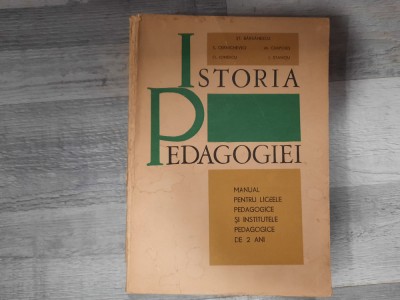 ISTORIA
PEDAGOGIEI
MANUAL
PENTRU LICEELE
PEDAGOGICE
ȘI INSTITUTELE
PEDAGOGICE
DE 2 ANI